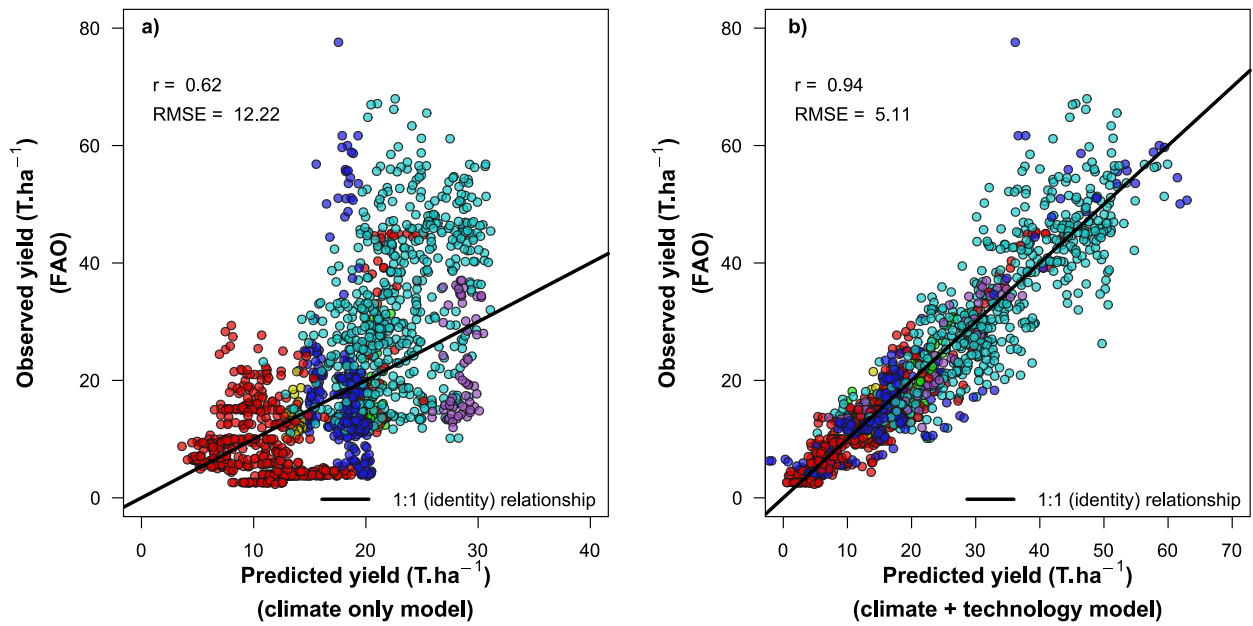 a)
r = 0.62
RMSE = 12.22
80
60
40
20
0
Observed yield (T.ha⁻¹)
(FAO)
1:1 (identity) relationship
0 10 20 30 40
Predicted yield (T.ha⁻¹)
(climate only model)
b)
r = 0.94
RMSE = 5.11
80
60
40
20
0
Observed yield (T.ha⁻¹)
(FAO)
1:1 (identity) relationship
0 10 20 30 40 50 60 70
Predicted yield (T.ha⁻¹)
(climate + technology model)